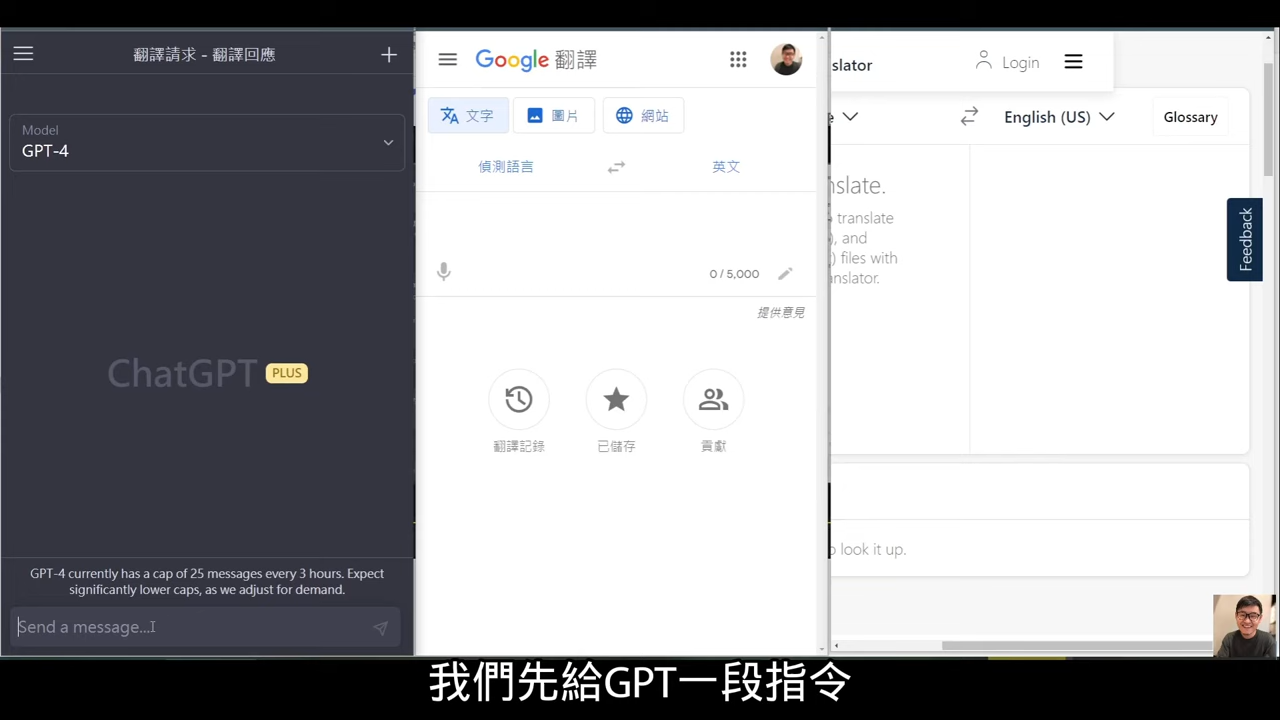 翻譯請求 - 翻譯回應
Model
GPT-4
ChatGPT PLUS
GPT-4 currently has a cap of 25 messages every 3 hours. Expect
significantly lower caps, as we adjust for demand.
Send a message...
Google 翻譯
文字 圖片 網站
偵測語言 英文
0 / 5,000
提供意見
翻譯記錄 已儲存 貢獻
slator Login
e English (US) Glossary
nslate.
o translate
), and
) files with
nslator.
Feedback
o look it up.
我們先給GPT一段指令